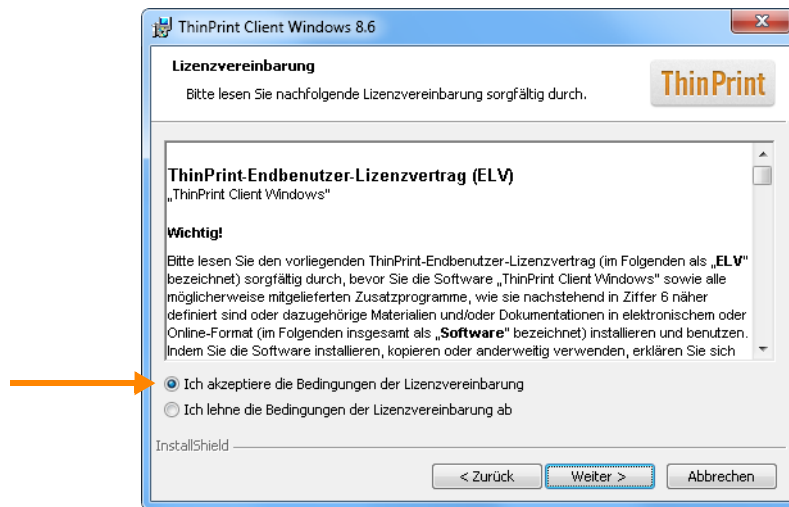 ThinPrint Client Windows 8.6
Lizenzvereinbarung
Bitte lesen Sie nachfolgende Lizenzvereinbarung sorgfältig durch.
ThinPrint
ThinPrint-Endbenutzer-Lizenzvertrag (ELV)
„ThinPrint Client Windows"
Wichtig!
Bitte lesen Sie den vorliegenden ThinPrint-Endbenutzer-Lizenzvertrag (im Folgenden als „ELV"
bezeichnet) sorgfältig durch, bevor Sie die Software „ThinPrint Client Windows" sowie alle
möglicherweise mitgelieferten Zusatzprogramme, wie sie nachstehend in Ziffer 6 näher
definiert sind oder dazugehörige Materialien und/oder Dokumentationen in elektronischem oder
Online-Format (im Folgenden insgesamt als „Software" bezeichnet) installieren und benutzen.
Indem Sie die Software installieren, kopieren oder anderweitig verwenden, erklären Sie sich
Ich akzeptiere die Bedingungen der Lizenzvereinbarung
Ich lehne die Bedingungen der Lizenzvereinbarung ab
InstallShield
< Zurück Weiter > Abbrechen